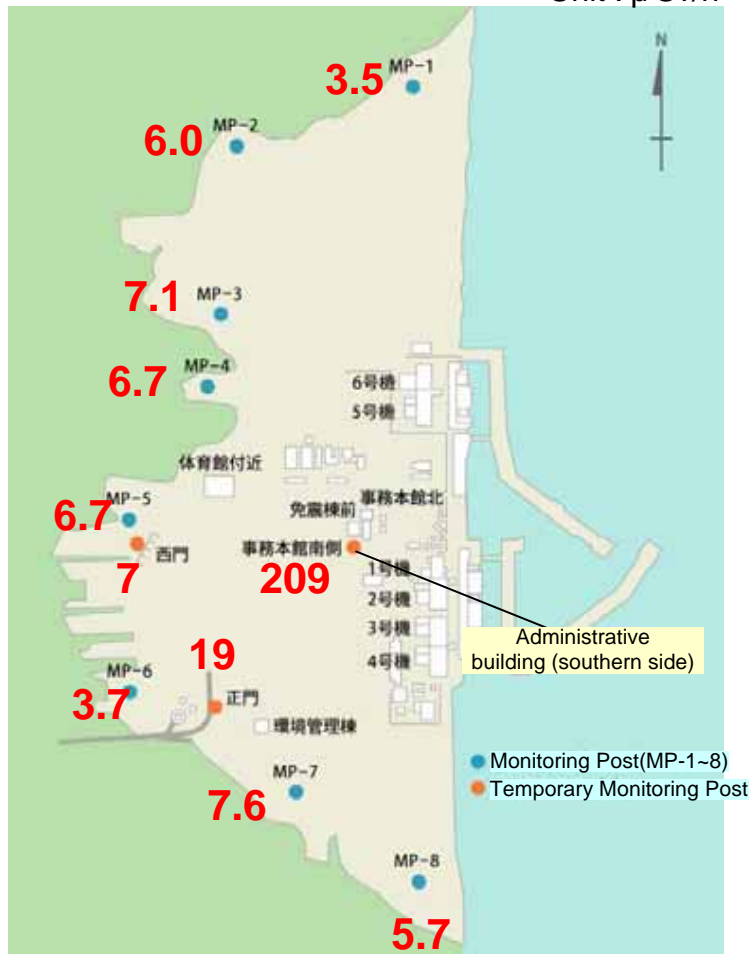 N
MP-1
3.5
MP-2
6.0
7.1
MP-3
MP-4
6.7
6号機
5号機
体育館付近
MP-5
6.7
事務本館北
免震棟前
西門
7
事務本館南側
209
1号機
2号機
3号機
4号機
Administrative
building (southern side)
19
MP-6
3.7
正門
環境管理棟
MP-7
7.6
Monitoring Post(MP-1~8)
Temporary Monitoring Post
MP-8
5.7